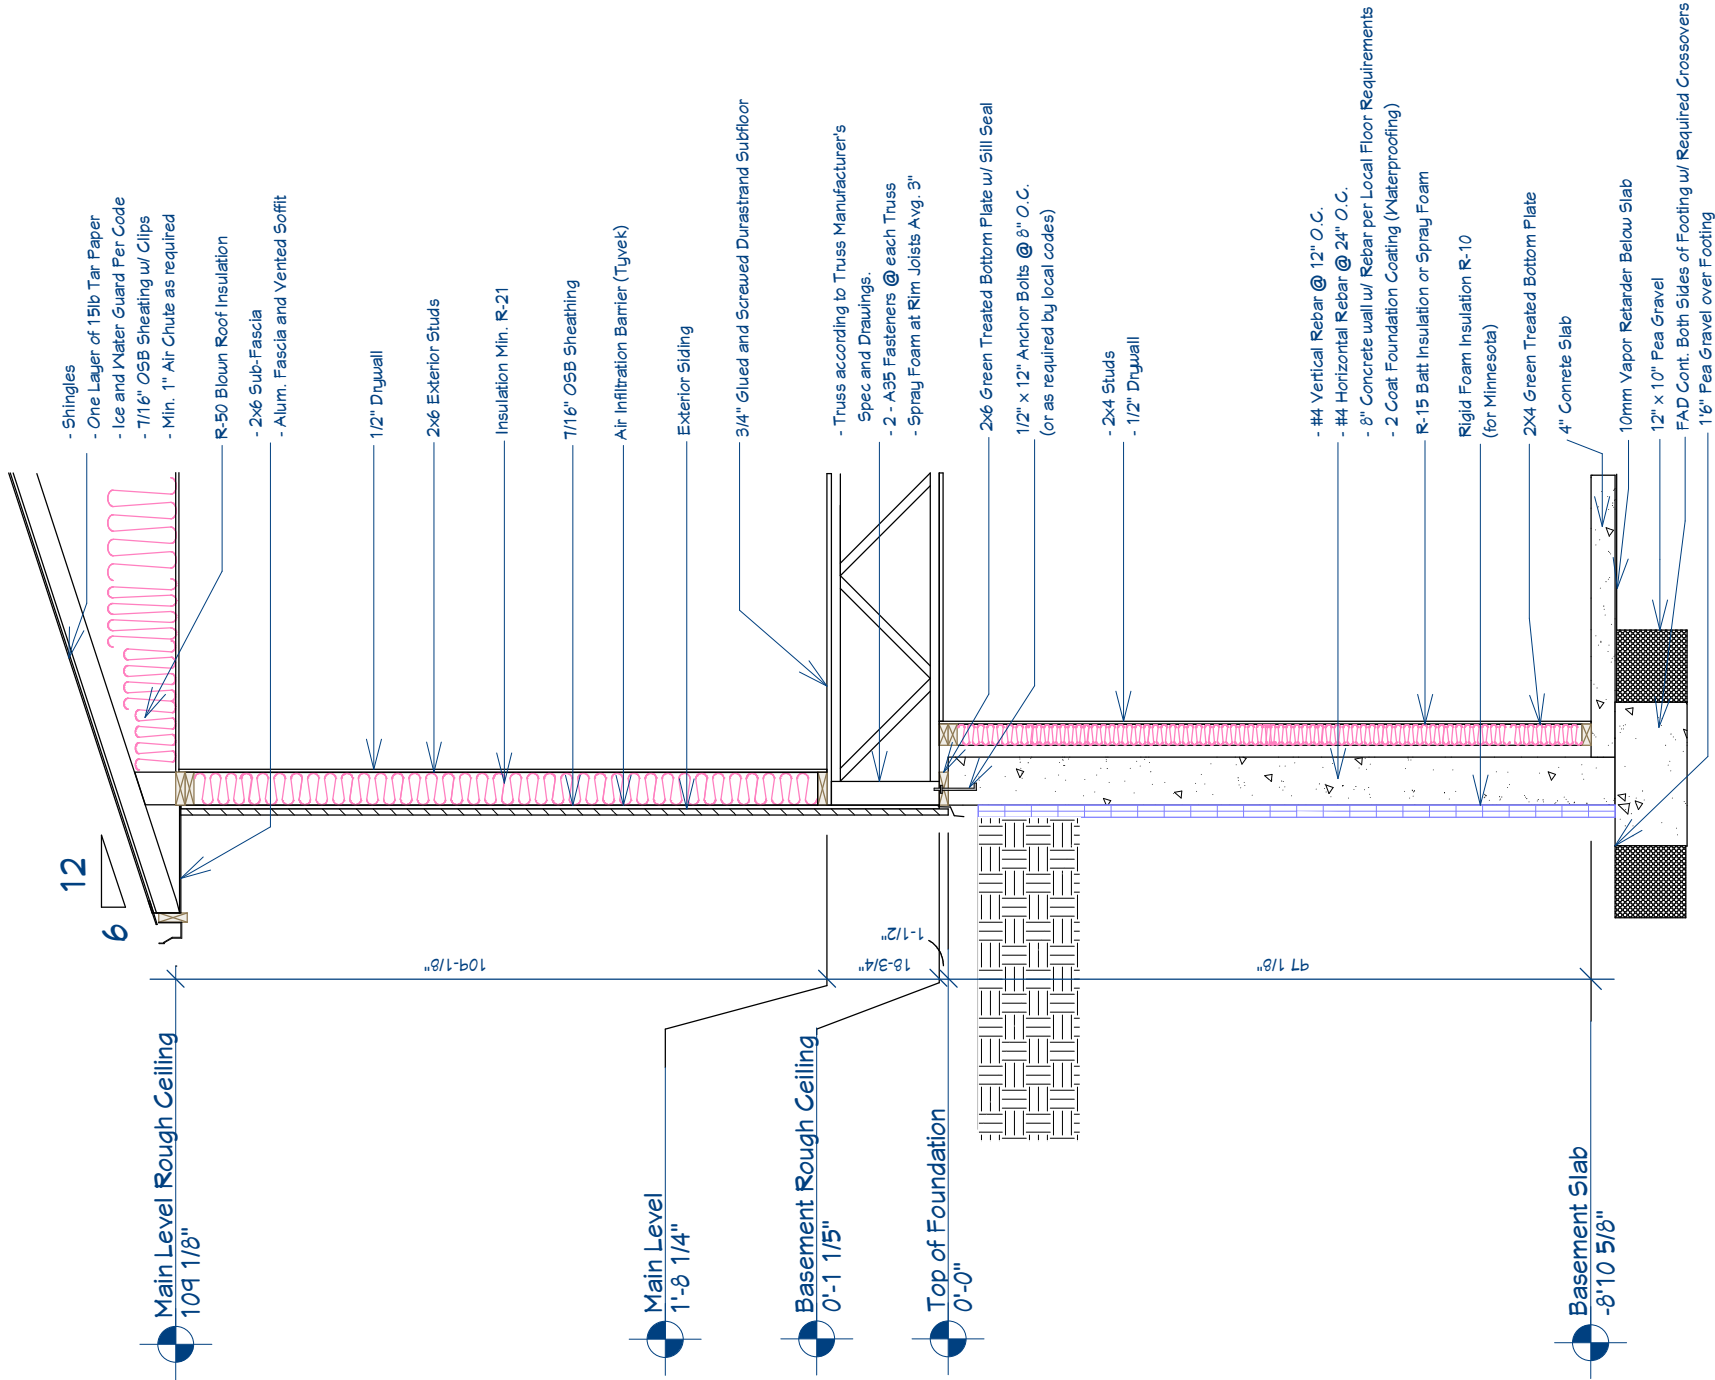 - Shingles
- One Layer of 15lb Tar Paper
- Ice and Water Guard Per Code
- 7/16" OSB Sheating w/ Clips
- Min. 1" Air Chute as required
R-50 Blown Roof Insulation
- 2x6 Sub-Fascia
- Alum. Fascia and Vented Soffit
1/2" Drywall
2x6 Exterior Studs
Insulation Min. R-21
7/16" OSB Sheathing
Air Infiltration Barrier (Tyvek)
Exterior Siding
3/4" Glued and Screwed Durastrand Subfloor
- Truss according to Truss Manufacturer's
Spec and Drawings.
- 2 - A35 Fasteners @ each Truss
- Spray Foam at Rim Joists Avg. 3"
2x6 Green Treated Bottom Plate w/ Sill Seal
1/2" x 12" Anchor Bolts @ 8" O.C.
(or as required by local codes)
- 2x4 Studs
- 1/2" Drywall
- #4 Vertical Rebar @ 12" O.C.
- #4 Horizontal Rebar @ 24" O.C.
- 8" Concrete wall w/ Rebar per Local Floor Requirements
- 2 Coat Foundation Coating (Waterproofing)
R-15 Batt Insulation or Spray Foam
Rigid Foam Insulation R-10
(for Minnesota)
2X4 Green Treated Bottom Plate
4" Conrete Slab
10mm Vapor Retarder Below Slab
12" x 10" Pea Gravel
FAD Cont. Both Sides of Footing w/ Required Crossovers
1'6" Pea Gravel over Footing
12
6
109-1/8"
18-3/4"
1-1/2"
97 1/8"
Main Level Rough Ceiling
109 1/8"
Main Level
1'-8 1/4"
Basement Rough Ceiling
0'-1 1/5"
Top of Foundation
0'-0"
Basement Slab
-8'10 5/8"